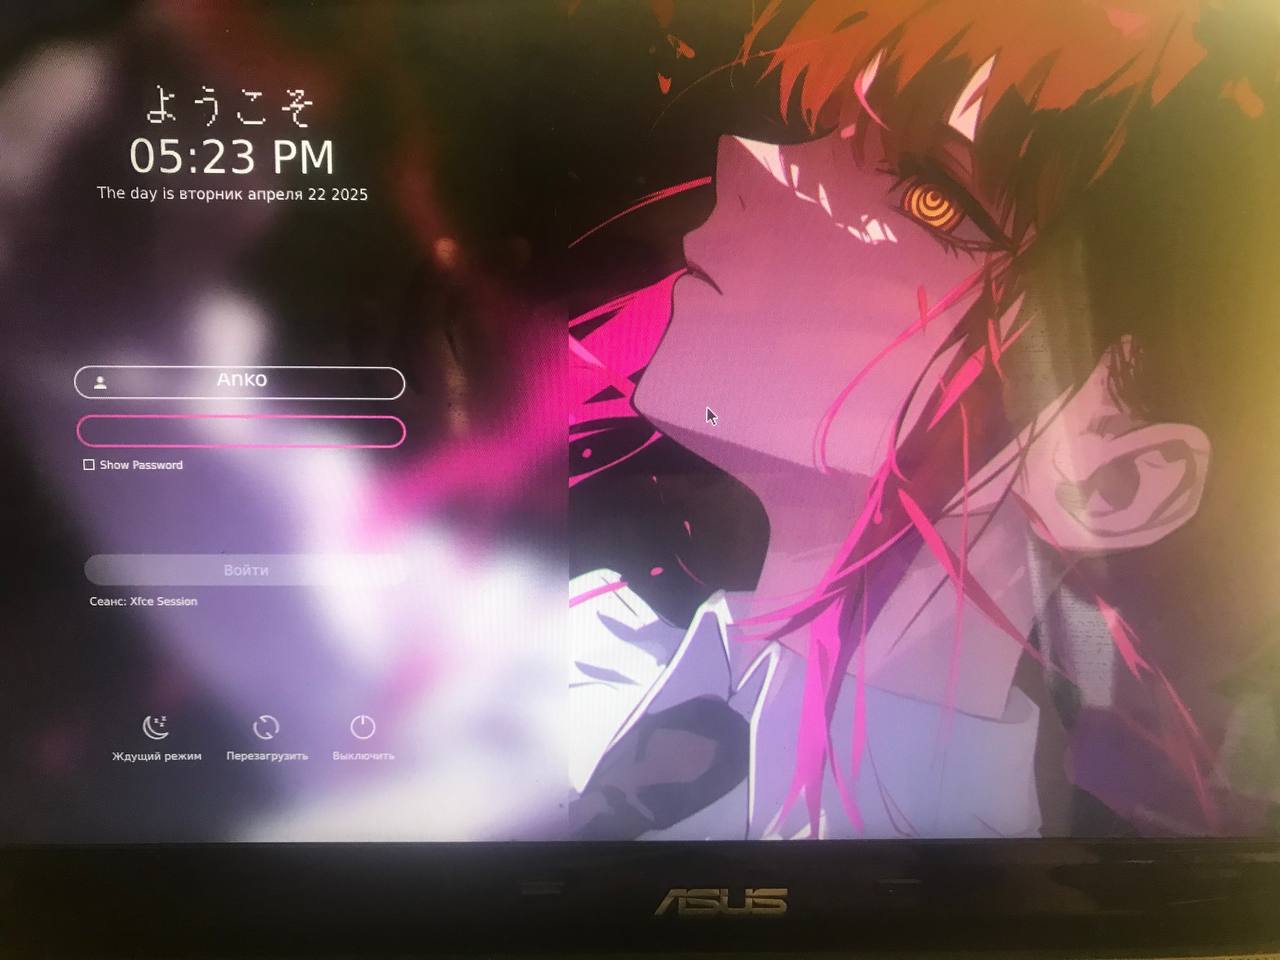 ようこそ
05:23 PM
The day is вторник апреля 22 2025
Anko
Show Password
Войти
Сеанс: Xfce Session
Ждущий режим
Перезагрузить
Выключить
ASUS